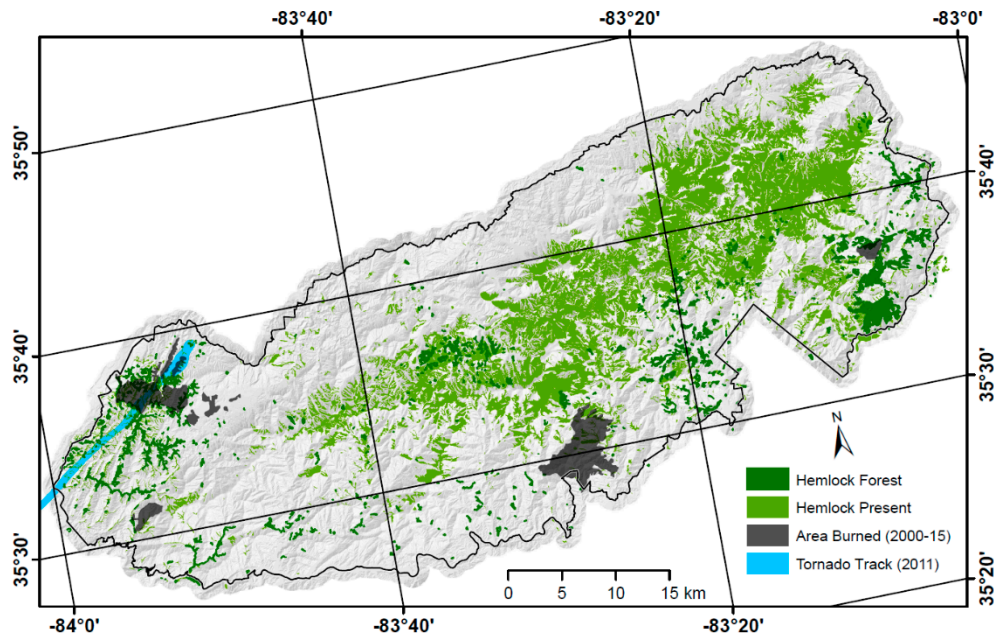 -83°40'
-83°20'
-83°0'
35°50'
35°40'
35°40'
35°30'
35°30'
35°20'
N
Hemlock Forest
Hemlock Present
Area Burned (2000-15)
Tornado Track (2011)
0 5 10 15 km
-84°0'
-83°40'
-83°20'